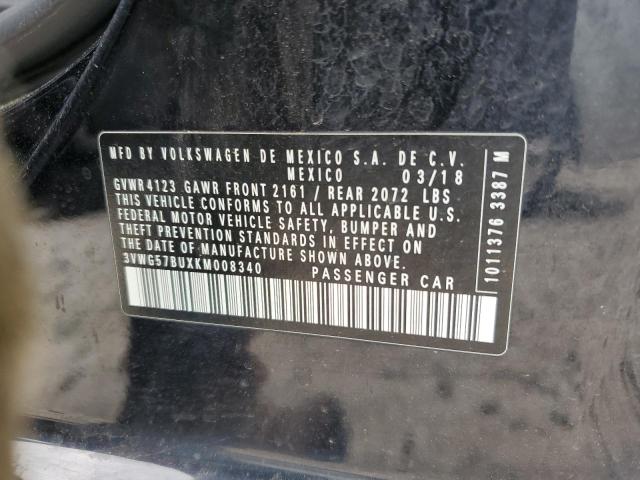 MFD BY VOLKSWAGEN DE MEXICO S.A. DE C.V.
MEXICO 03/18
GVWR 4123 GAWR FRONT 2161 / REAR 2072 LBS
THIS VEHICLE CONFORMS TO ALL APPLICABLE U.S.
FEDERAL MOTOR VEHICLE SAFETY, BUMPER AND
THEFT PREVENTION STANDARDS IN EFFECT ON
THE DATE OF MANUFACTURE SHOWN ABOVE.
3VWG57BUXKM008340 PASSENGER CAR
1011376 3387 M